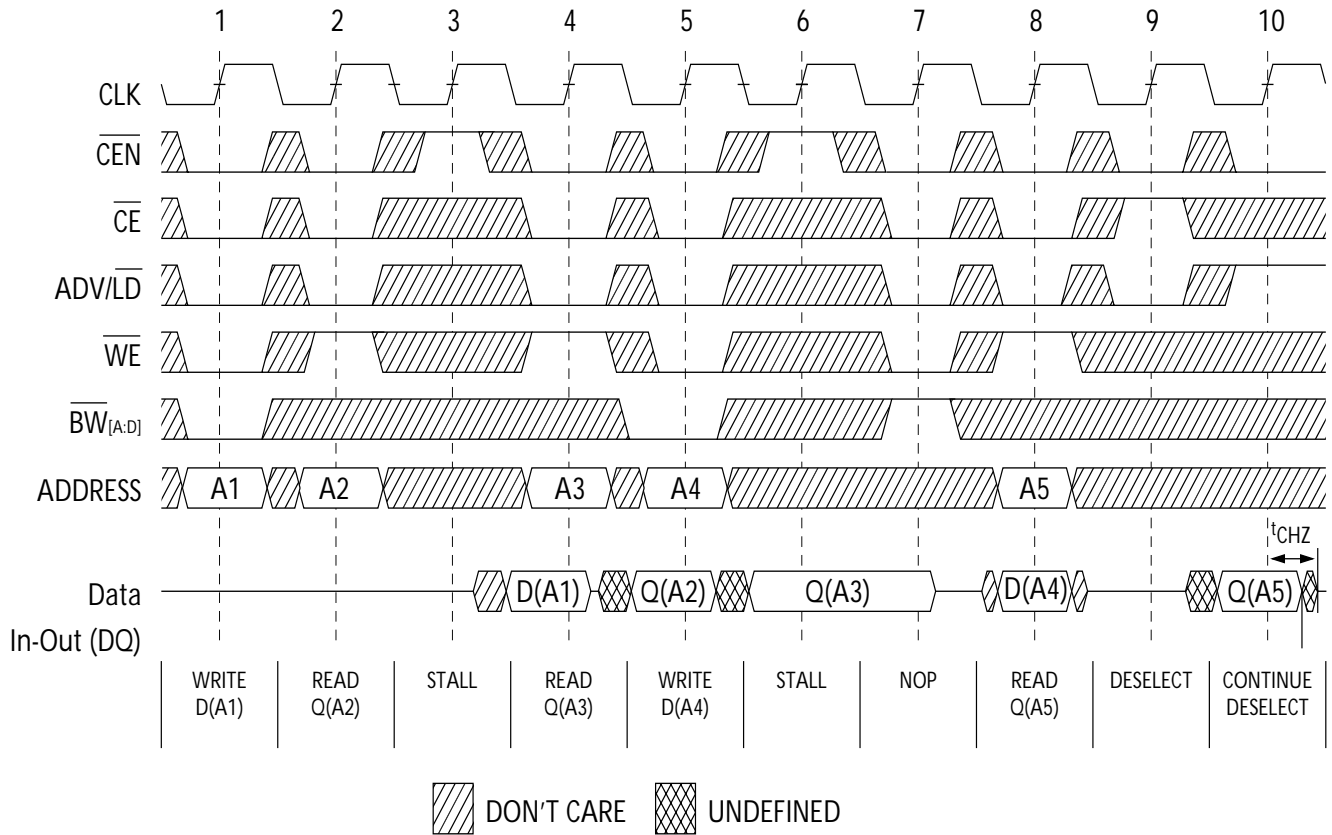 1 2 3 4 5 6 7 8 9 10
CLK
CEN
CE
ADV/LD
WE
BW[A:D]
ADDRESS A1 A2 A3 A4 A5
tCHZ
Data D(A1) Q(A2) Q(A3) D(A4) Q(A5)
In-Out (DQ)
WRITE READ STALL READ WRITE STALL NOP READ DESELECT CONTINUE
D(A1) Q(A2) Q(A3) D(A4) Q(A5) DESELECT
DON'T CARE UNDEFINED